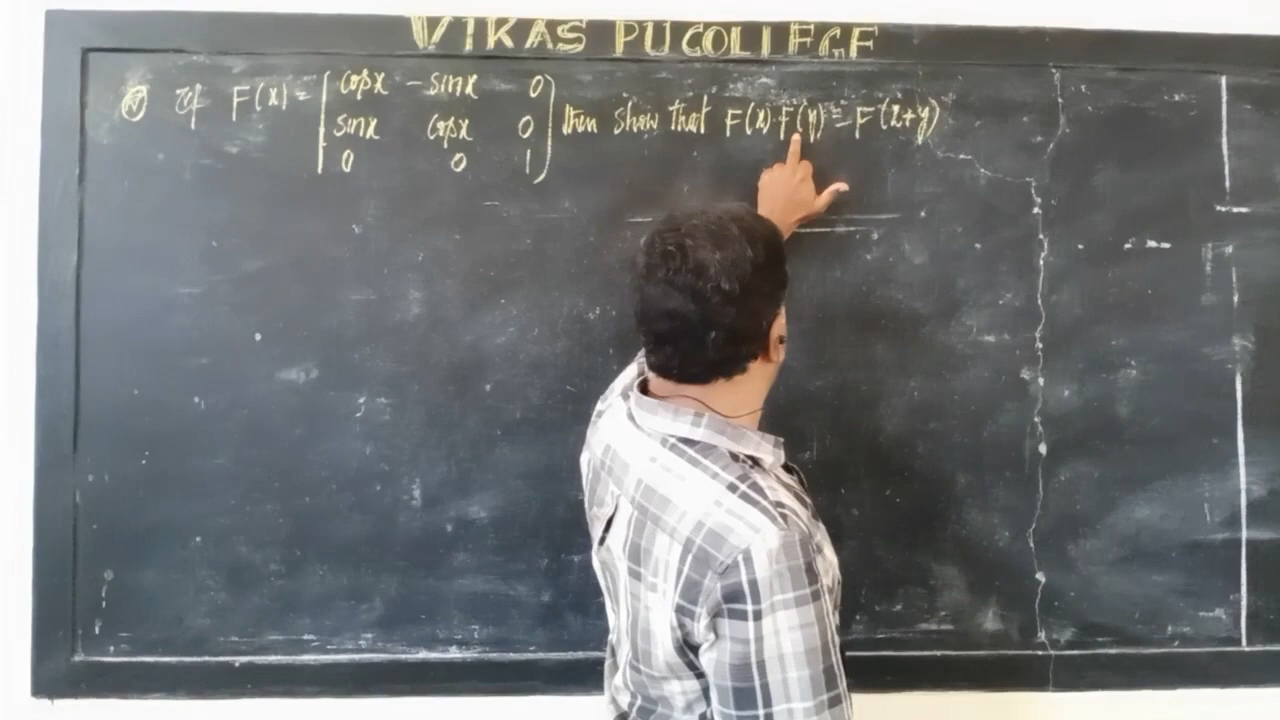 VIKAS PU COLLEGE
If F(x) = [cosx -sinx 0 then show that F(x)·F(y) = F(x+y)
sinx cosx 0
0 0 1]